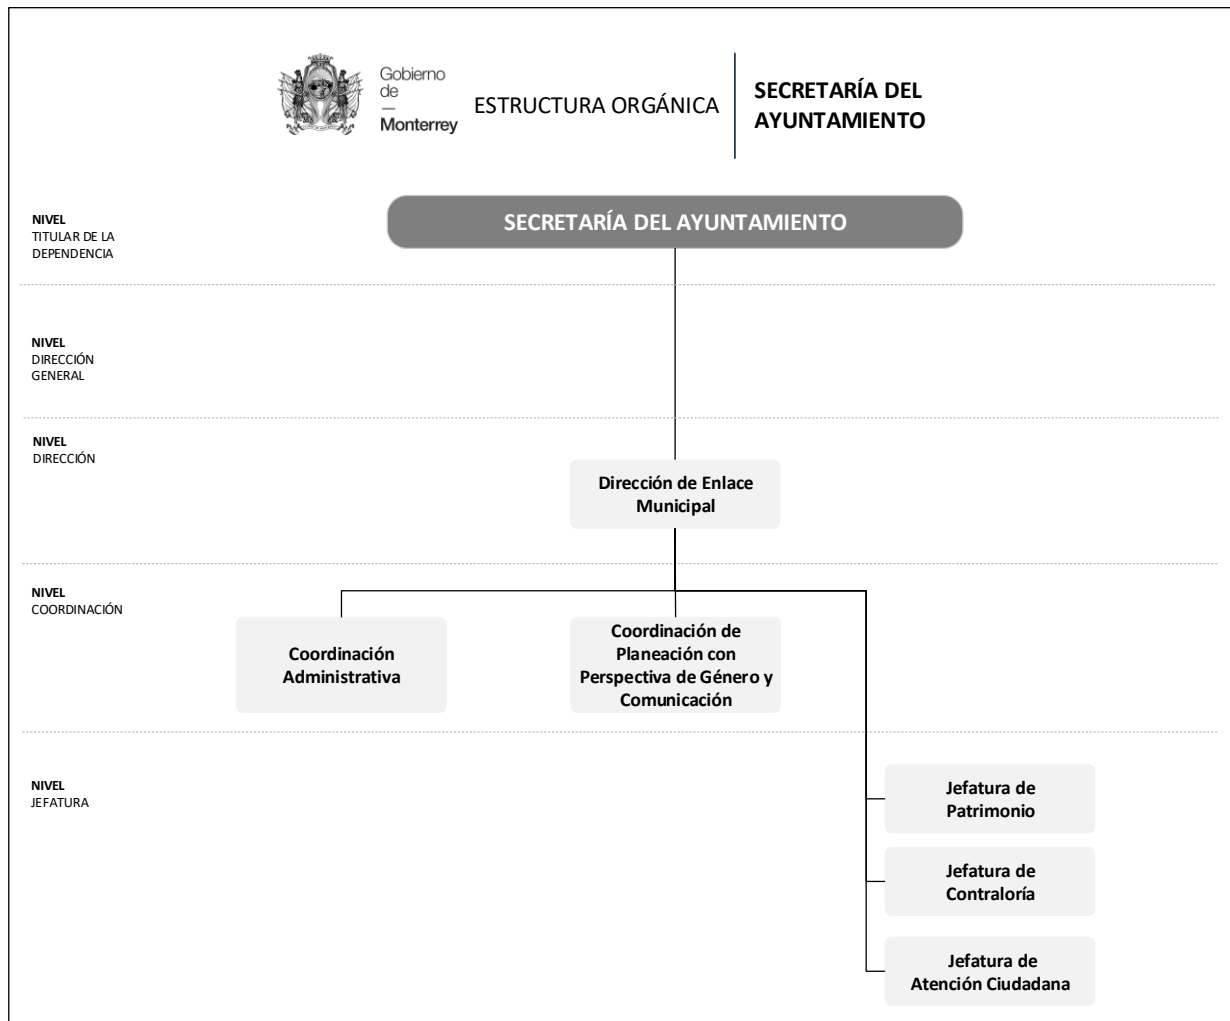 Gobierno
de
—
Monterrey
ESTRUCTURA ORGÁNICA
SECRETARÍA DEL
AYUNTAMIENTO
NIVEL
TITULAR DE LA
DEPENDENCIA
SECRETARÍA DEL AYUNTAMIENTO
NIVEL
DIRECCIÓN
GENERAL
NIVEL
DIRECCIÓN
Dirección de Enlace
Municipal
NIVEL
COORDINACIÓN
Coordinación
Administrativa
Coordinación de
Planeación con
Perspectiva de Género y
Comunicación
NIVEL
JEFATURA
Jefatura de
Patrimonio
Jefatura de
Contraloría
Jefatura de
Atención Ciudadana